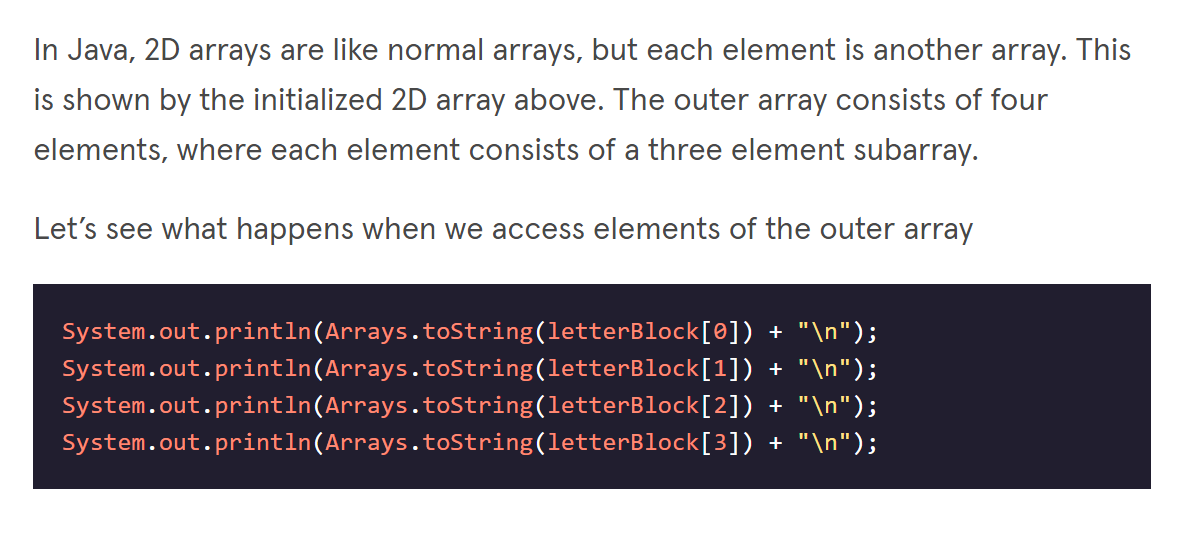 In Java, 2D arrays are like normal arrays, but each element is another array. This
is shown by the initialized 2D array above. The outer array consists of four
elements, where each element consists of a three element subarray.
Let’s see what happens when we access elements of the outer array
System.out.println(Arrays.toString(letterBlock[0]) + "\n");
System.out.println(Arrays.toString(letterBlock[1]) + "\n");
System.out.println(Arrays.toString(letterBlock[2]) + "\n");
System.out.println(Arrays.toString(letterBlock[3]) + "\n");